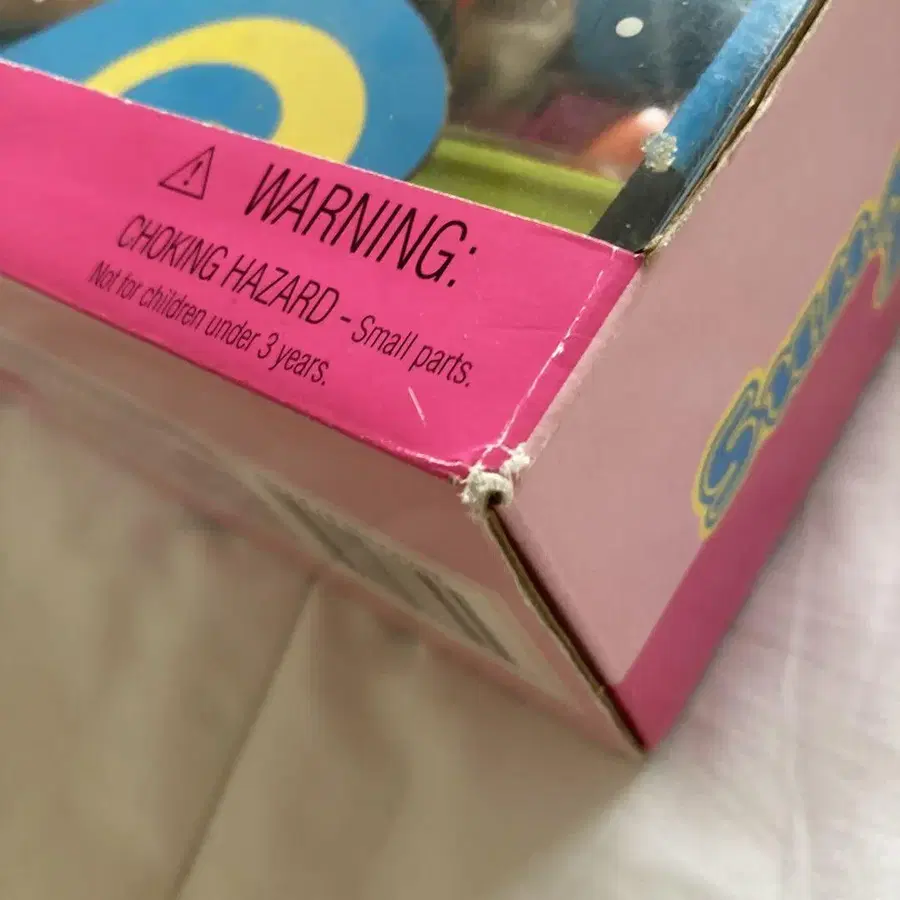 WARNING:
CHOKING HAZARD - Small parts.
Not for children under 3 years.